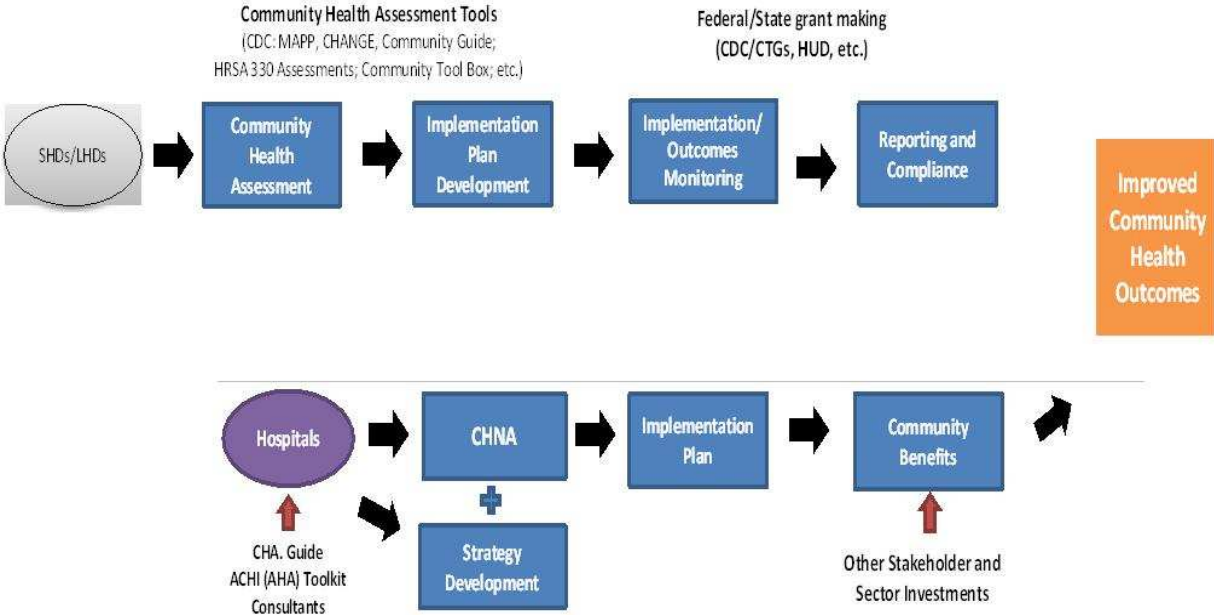 Community Health Assessment Tools
(CDC: MAPP, CHANGE, Community Guide;
HRSA 330 Assessments; Community Tool Box; etc.)
Federal/State grant making
(CDC/CTGs, HUD, etc.)
SHDs/LHDs
Community
Health
Assessment
Implementation
Plan
Development
Implementation/
Outcomes
Monitoring
Reporting and
Compliance
Improved
Community
Health
Outcomes
Hospitals
CHNA
Implementation
Plan
Community
Benefits
CHA. Guide
ACHI (AHA) Toolkit
Consultants
Strategy
Development
Other Stakeholder and
Sector Investments